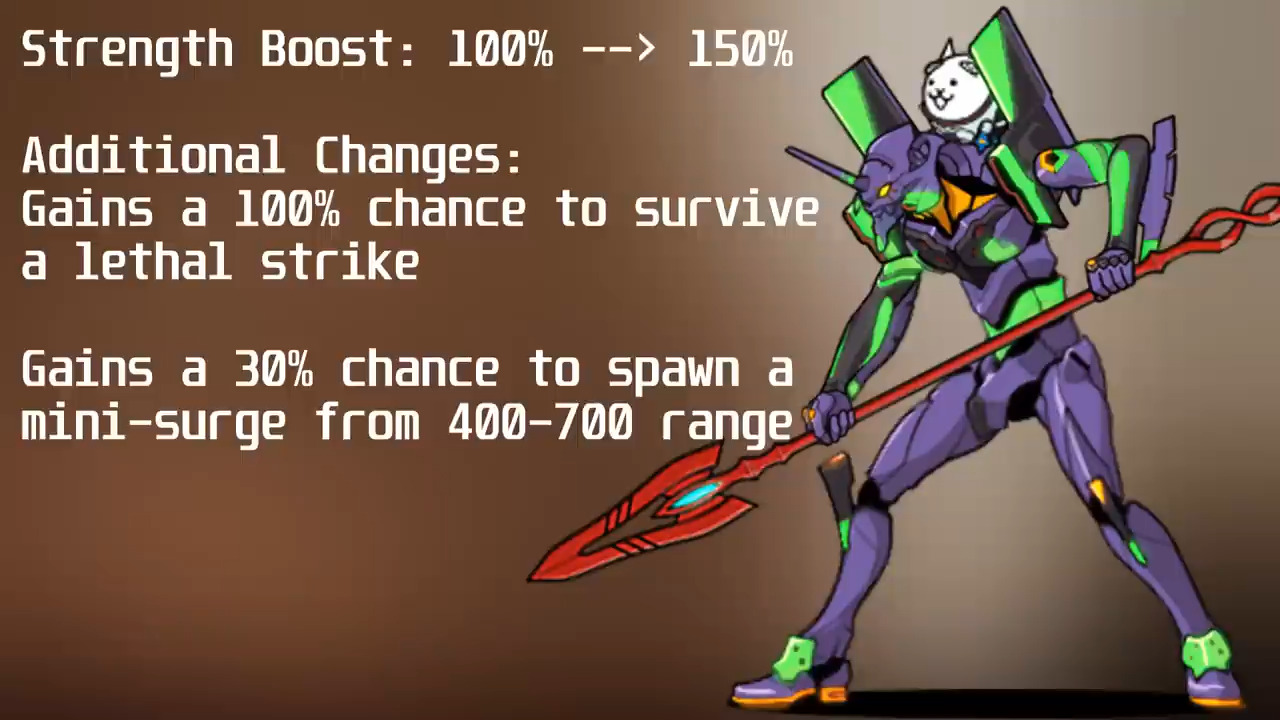 Strength Boost: 100% --> 150%
Additional Changes:
Gains a 100% chance to survive
a lethal strike
Gains a 30% chance to spawn a
mini-surge from 400-700 range